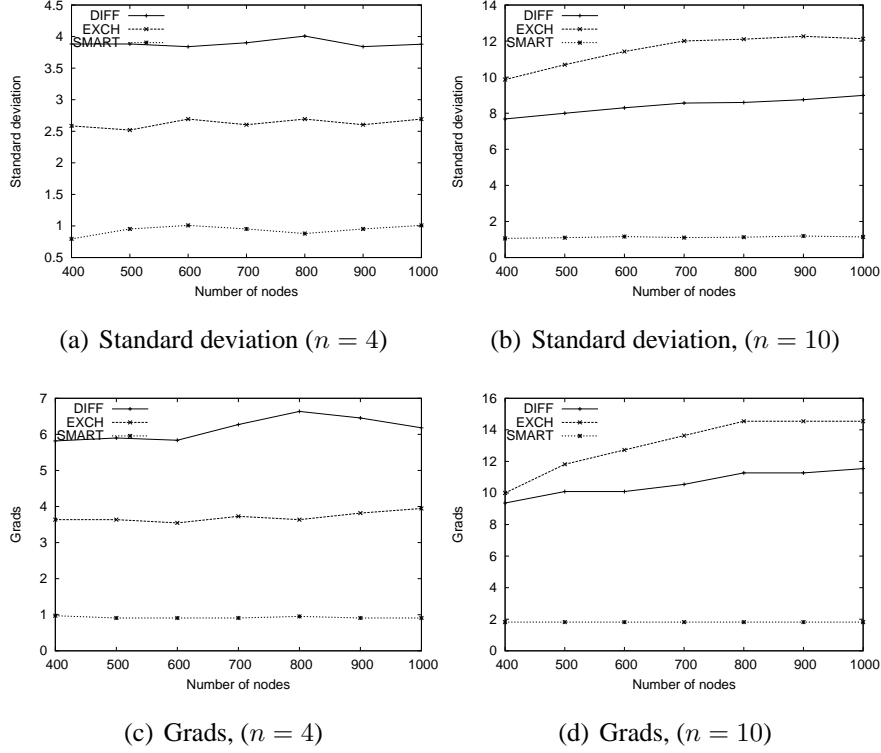 DIFF
EXCH
SMART
4.5
4
3.5
3
2.5
2
1.5
1
0.5
Standard deviation
400 500 600 700 800 900 1000
Number of nodes
(a) Standard deviation (n = 4)
DIFF
EXCH
SMART
14
12
10
8
6
4
2
0
Standard deviation
400 500 600 700 800 900 1000
Number of nodes
(b) Standard deviation, (n = 10)
DIFF
EXCH
SMART
7
6
5
4
3
2
1
0
Grads
400 500 600 700 800 900 1000
Number of nodes
(c) Grads, (n = 4)
DIFF
EXCH
SMART
16
14
12
10
8
6
4
2
0
Grads
400 500 600 700 800 900 1000
Number of nodes
(d) Grads, (n = 10)